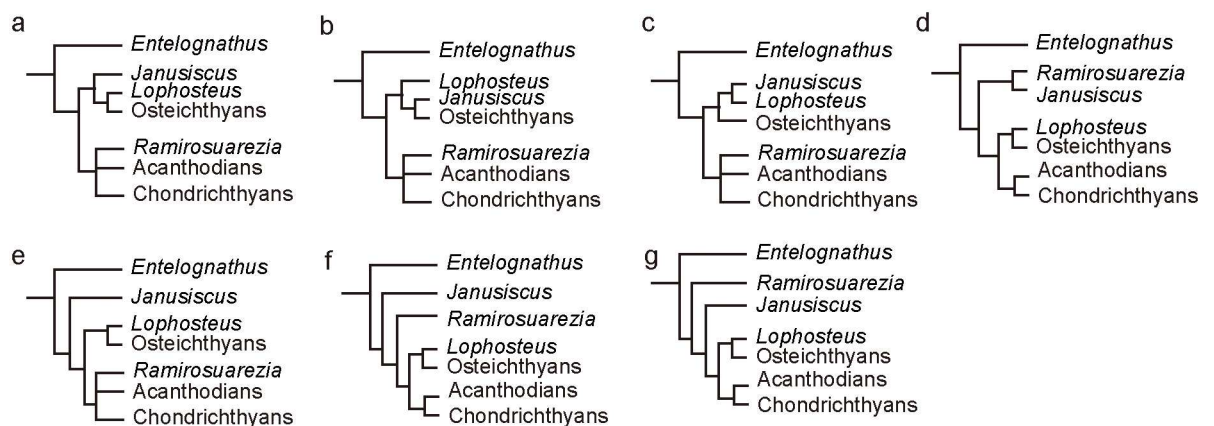 a
Entelognathus
Janusiscus
Lophosteus
Osteichthyans
Ramirosuarezia
Acanthodians
Chondrichthyans
b
Entelognathus
Lophosteus
Janusiscus
Osteichthyans
Ramirosuarezia
Acanthodians
Chondrichthyans
c
Entelognathus
Janusiscus
Lophosteus
Osteichthyans
Ramirosuarezia
Acanthodians
Chondrichthyans
d
Entelognathus
Ramirosuarezia
Janusiscus
Lophosteus
Osteichthyans
Acanthodians
Chondrichthyans
e
Entelognathus
Janusiscus
Lophosteus
Osteichthyans
Ramirosuarezia
Acanthodians
Chondrichthyans
f
Entelognathus
Janusiscus
Ramirosuarezia
Lophosteus
Osteichthyans
Acanthodians
Chondrichthyans
g
Entelognathus
Ramirosuarezia
Janusiscus
Lophosteus
Osteichthyans
Acanthodians
Chondrichthyans